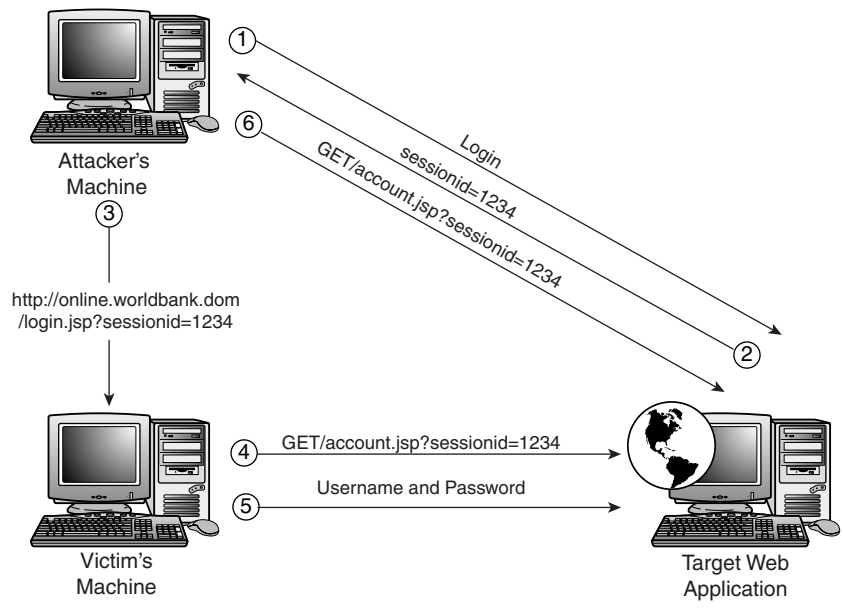 1
Login
2
sessionid=1234
6
GET/account.jsp?sessionid=1234
Attacker's
Machine
3
http://online.worldbank.dom
/login.jsp?sessionid=1234
4
GET/account.jsp?sessionid=1234
5
Username and Password
Victim's
Machine
Target Web
Application